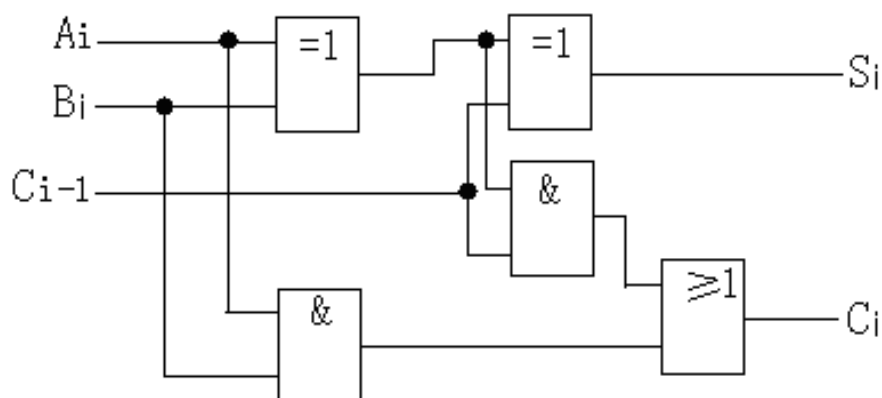 Ai
=1
=1
Si
Bi
Ci-1
&
&
≥1
Ci